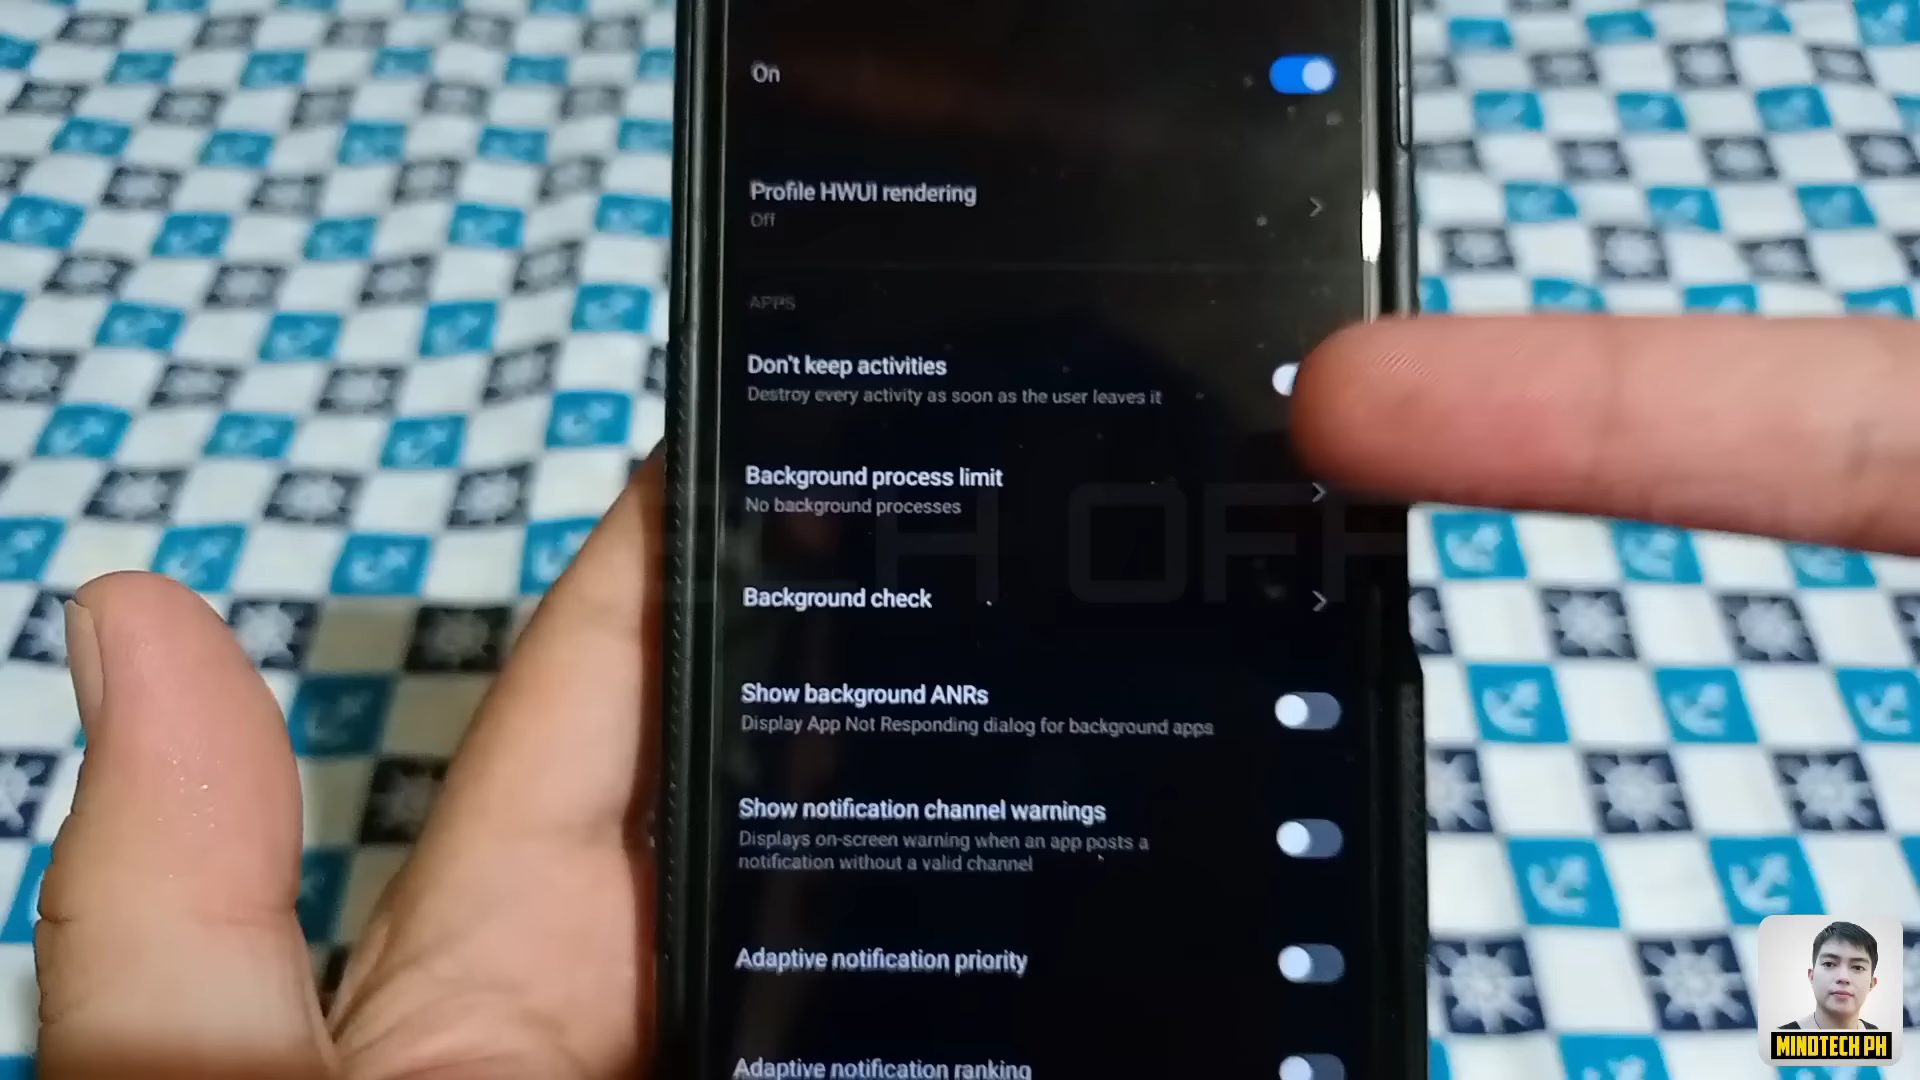 On
Profile HWUI rendering
Off
APPS
Don't keep activities
Destroy every activity as soon as the user leaves it
Background process limit
No background processes
Background check
Show background ANRs
Display App Not Responding dialog for background apps
Show notification channel warnings
Displays on-screen warning when an app posts a
notification without a valid channel
Adaptive notification priority
Adaptive notification ranking
MINDTECH PH